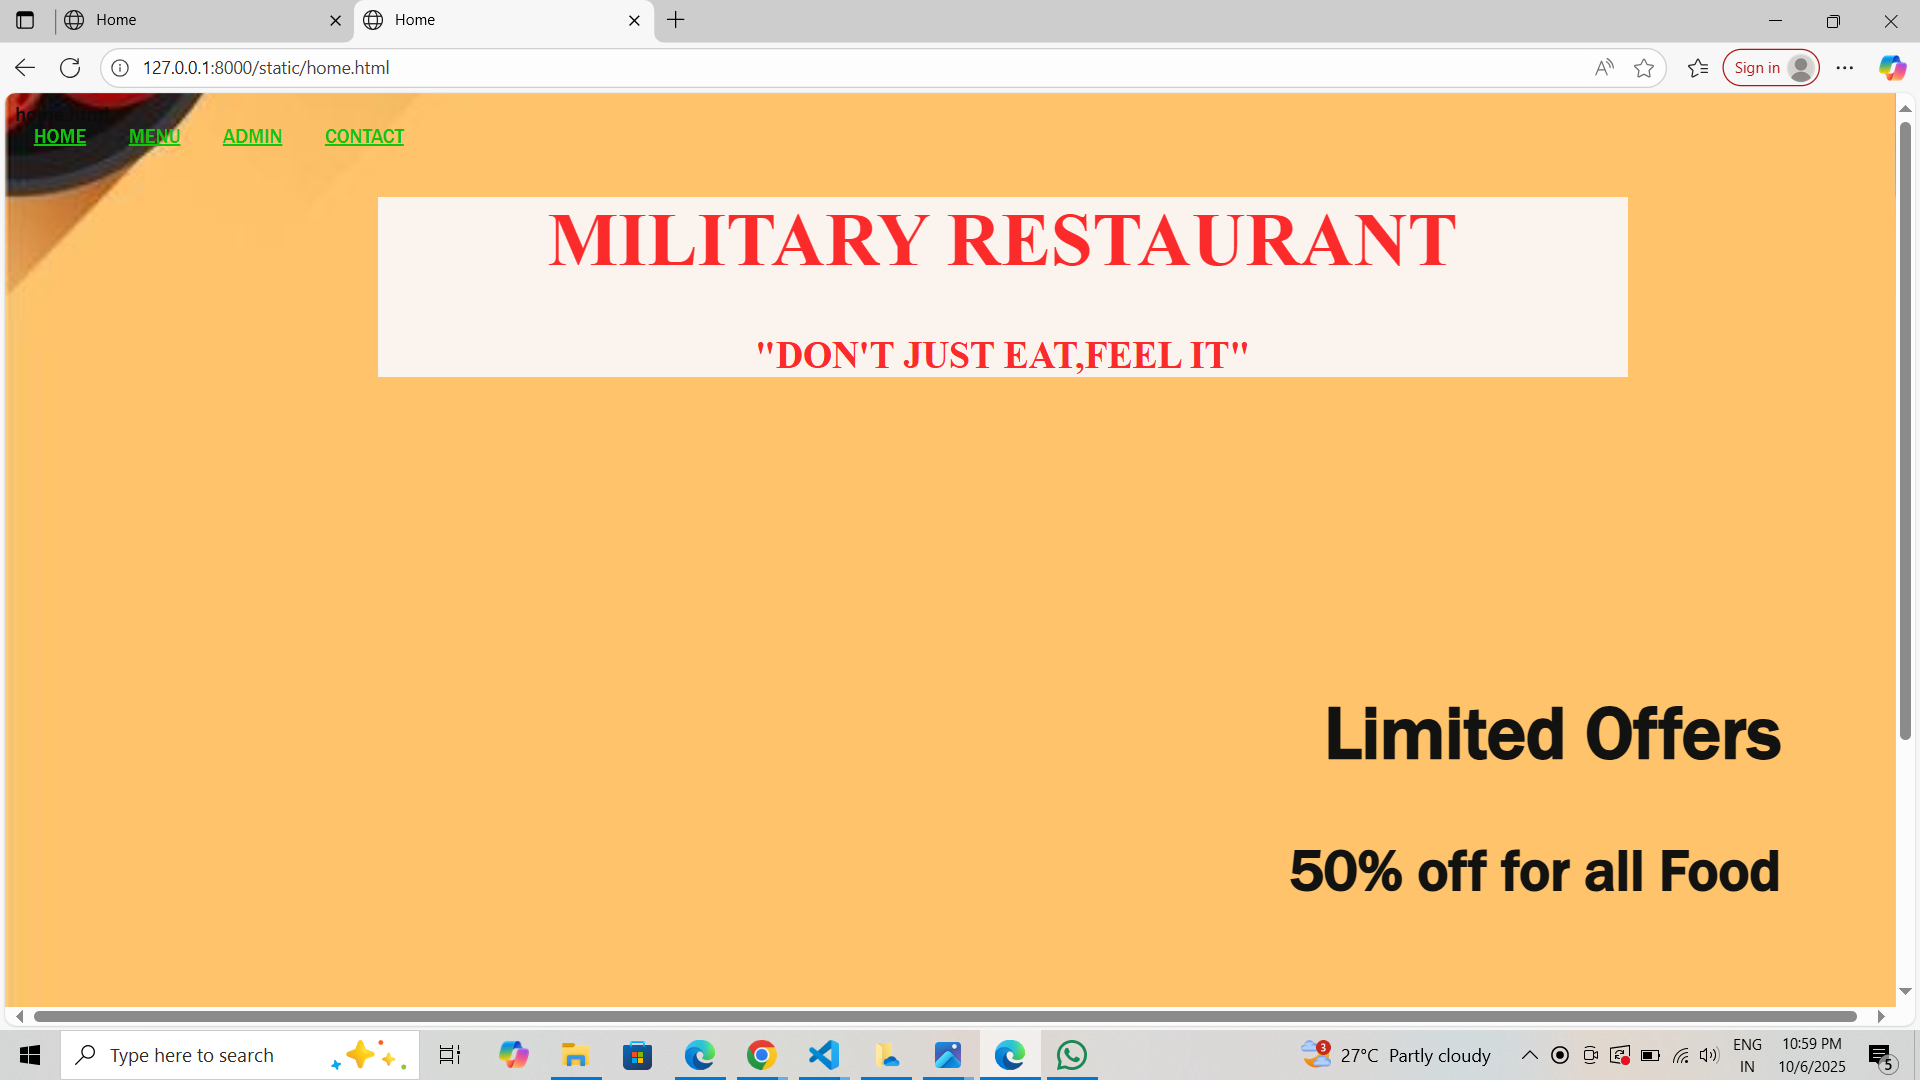 Home
Home
127.0.0.1:8000/static/home.html
Sign in
HOME MENU ADMIN CONTACT
MILITARY RESTAURANT
"DON'T JUST EAT,FEEL IT"
Limited Offers
50% off for all Food
Type here to search
3
27°C Partly cloudy
ENG
IN
10:59 PM
10/6/2025
5